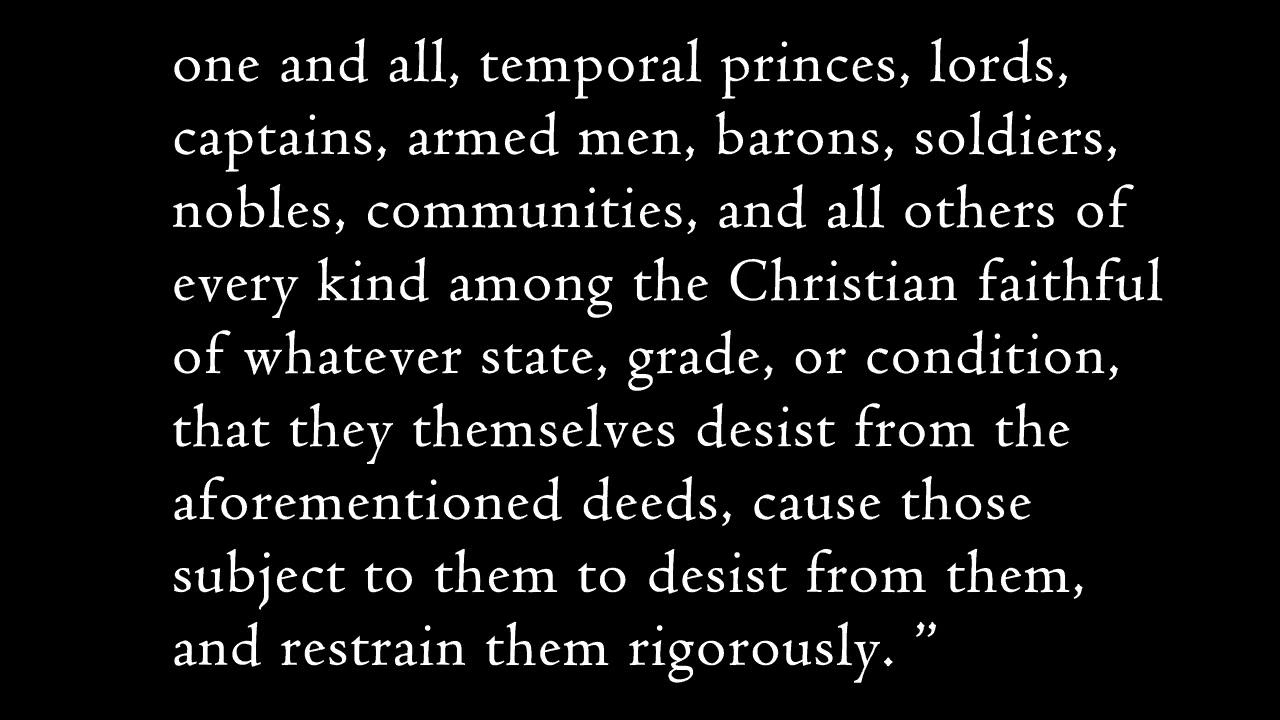 one and all, temporal princes, lords,
captains, armed men, barons, soldiers,
nobles, communities, and all others of
every kind among the Christian faithful
of whatever state, grade, or condition,
that they themselves desist from the
aforementioned deeds, cause those
subject to them to desist from them,
and restrain them rigorously. ”